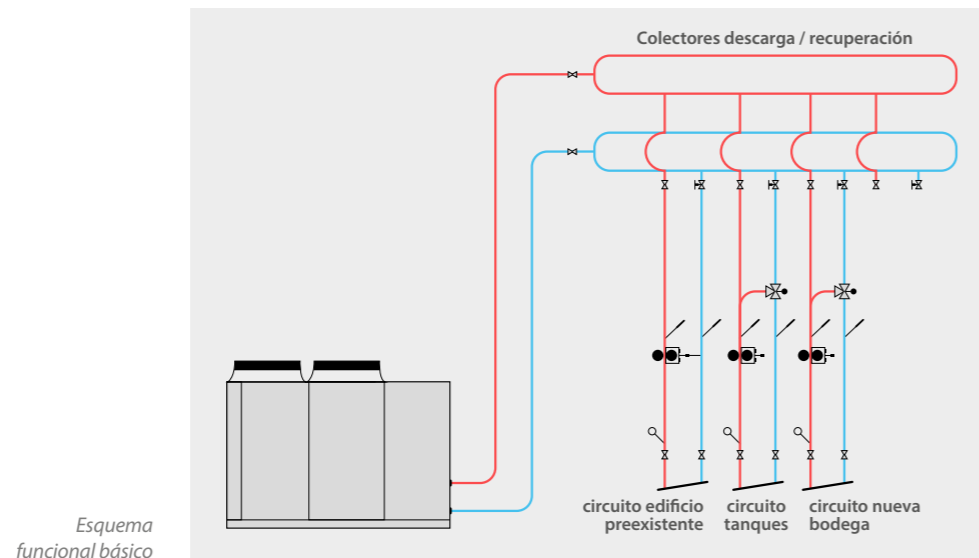 Colectores descarga / recuperación
circuito edificio
preexistente
circuito
tanques
circuito nueva
bodega
Esquema
funcional básico